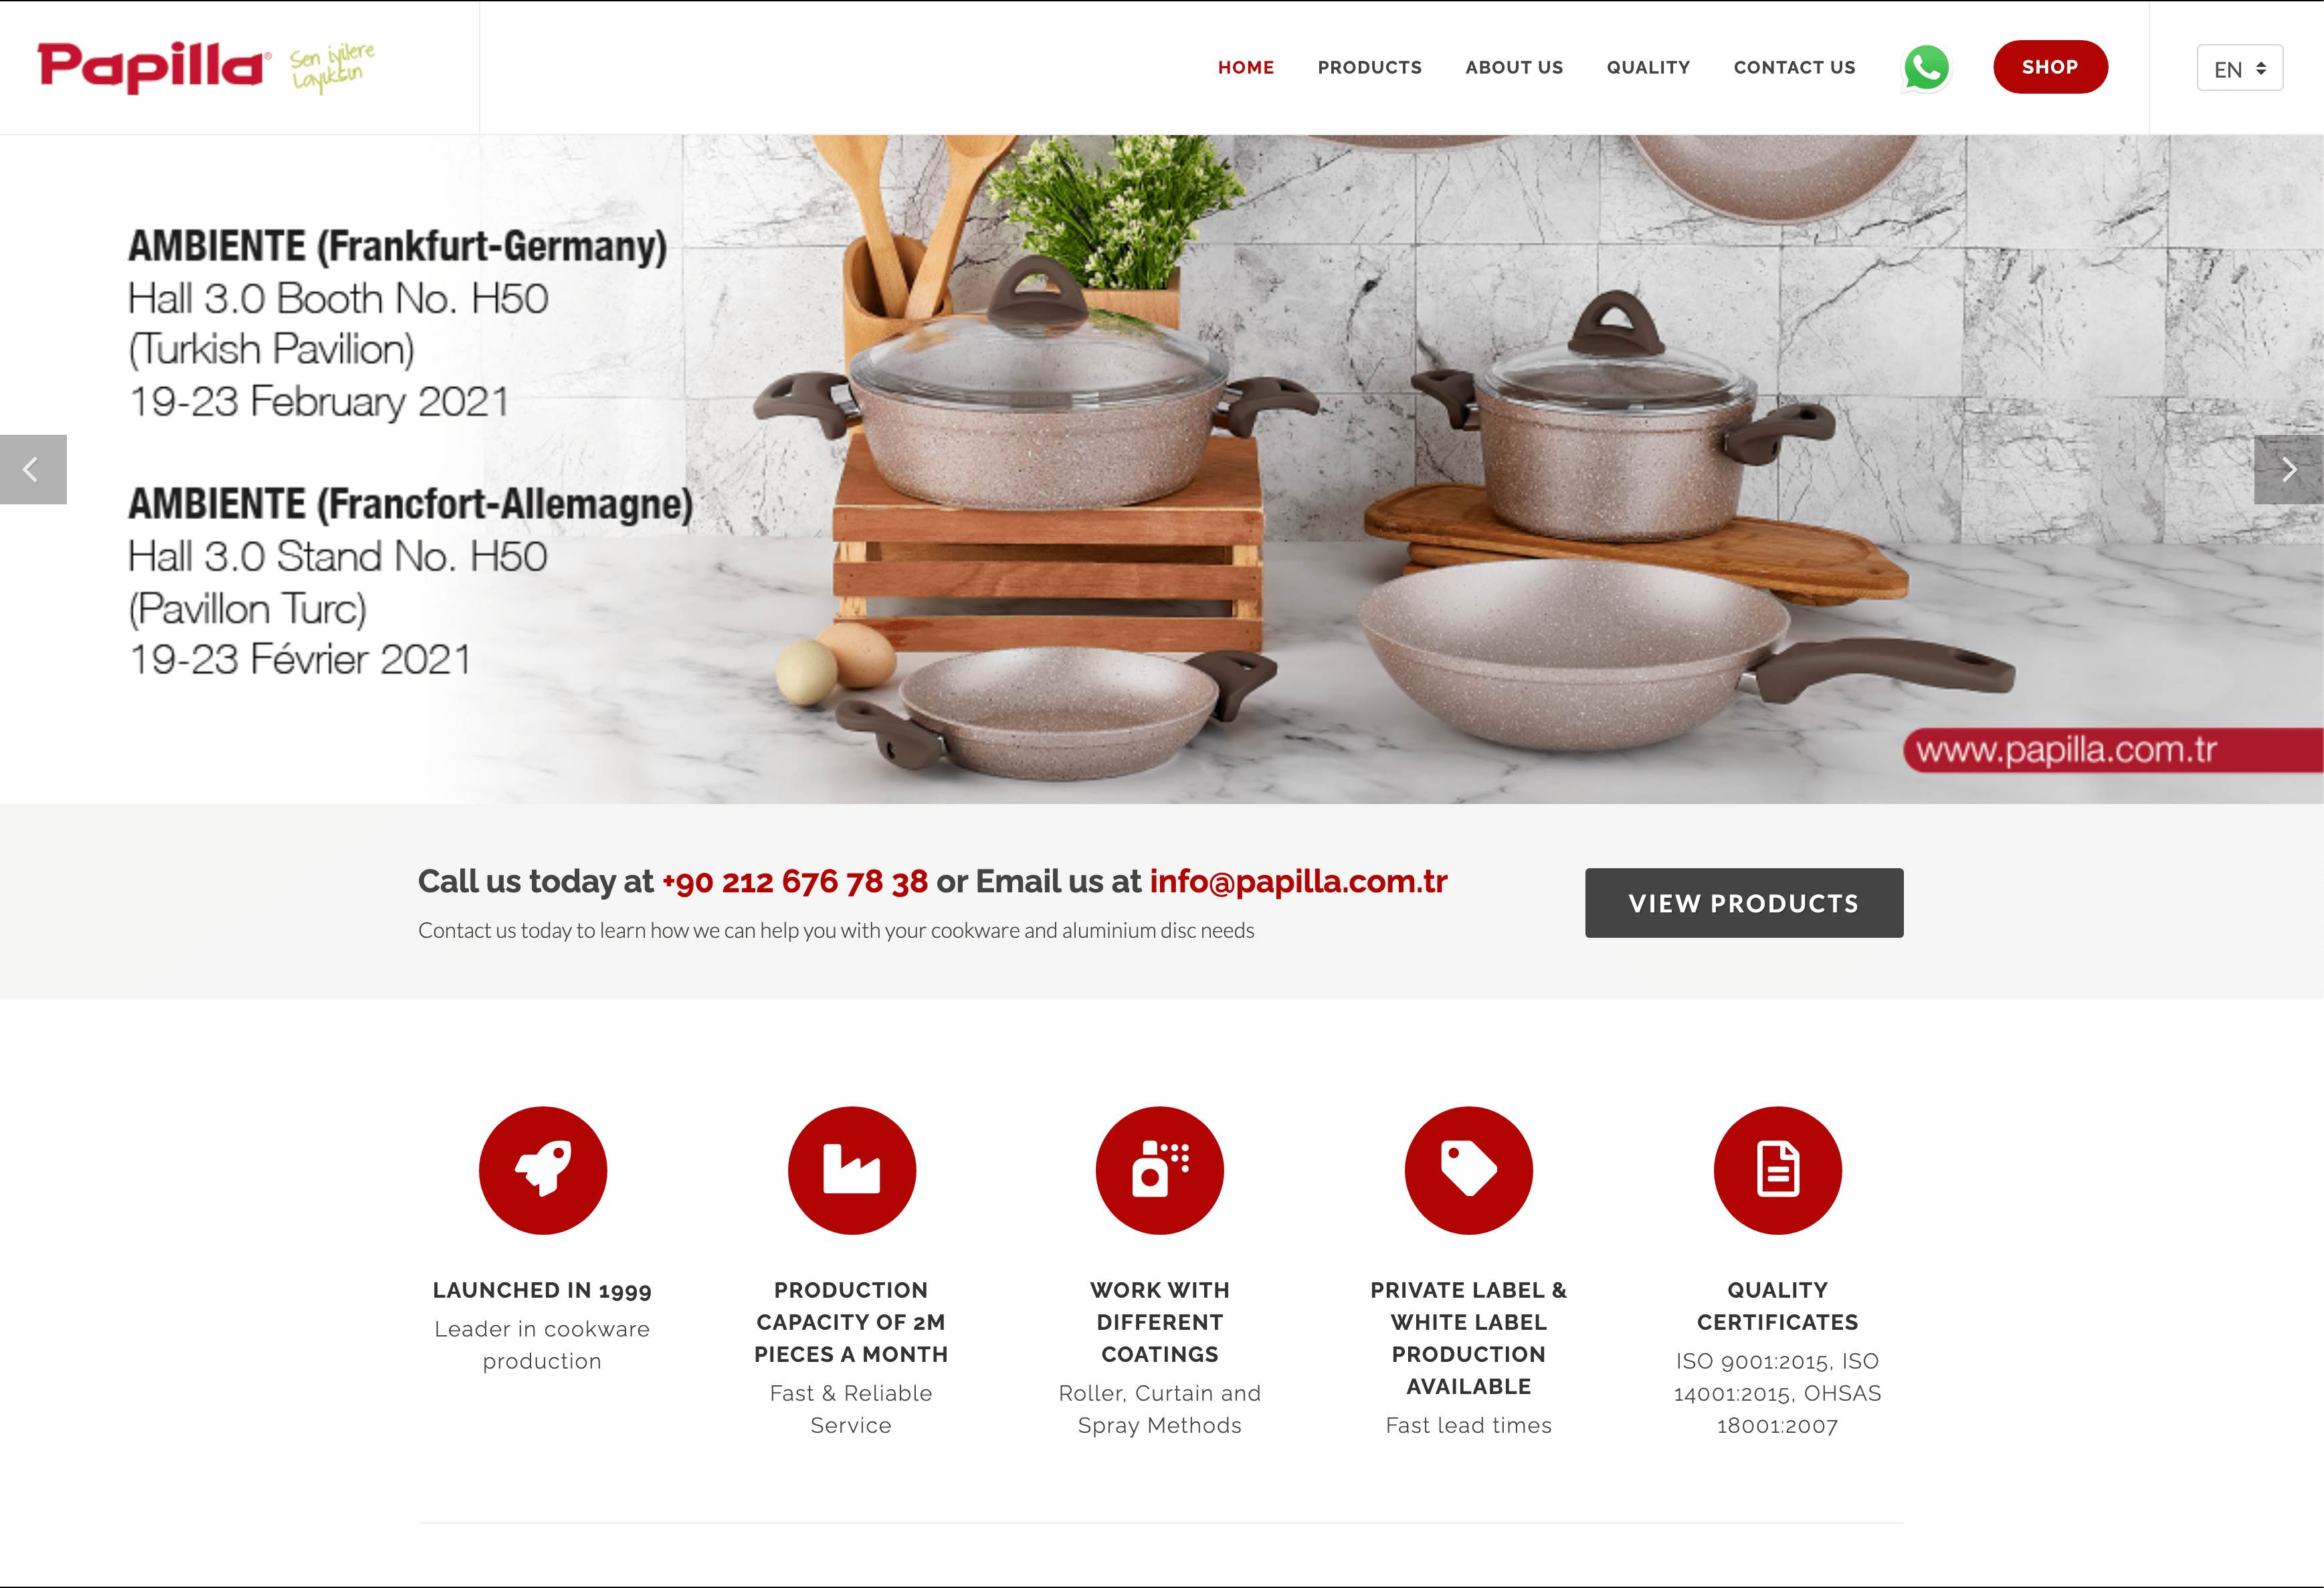 Papilla®
Sen iyilere
Layıksın
HOME PRODUCTS ABOUT US QUALITY CONTACT US SHOP EN
AMBIENTE (Frankfurt-Germany)
Hall 3.0 Booth No. H50
(Turkish Pavilion)
19-23 February 2021
AMBIENTE (Francfort-Allemagne)
Hall 3.0 Stand No. H50
(Pavillon Turc)
19-23 Février 2021
www.papilla.com.tr
Call us today at +90 212 676 78 38 or Email us at info@papilla.com.tr
Contact us today to learn how we can help you with your cookware and aluminium disc needs
VIEW PRODUCTS
LAUNCHED IN 1999
Leader in cookware
production
PRODUCTION
CAPACITY OF 2M
PIECES A MONTH
Fast & Reliable
Service
WORK WITH
DIFFERENT
COATINGS
Roller, Curtain and
Spray Methods
PRIVATE LABEL &
WHITE LABEL
PRODUCTION
AVAILABLE
Fast lead times
QUALITY
CERTIFICATES
ISO 9001:2015, ISO
14001:2015, OHSAS
18001:2007